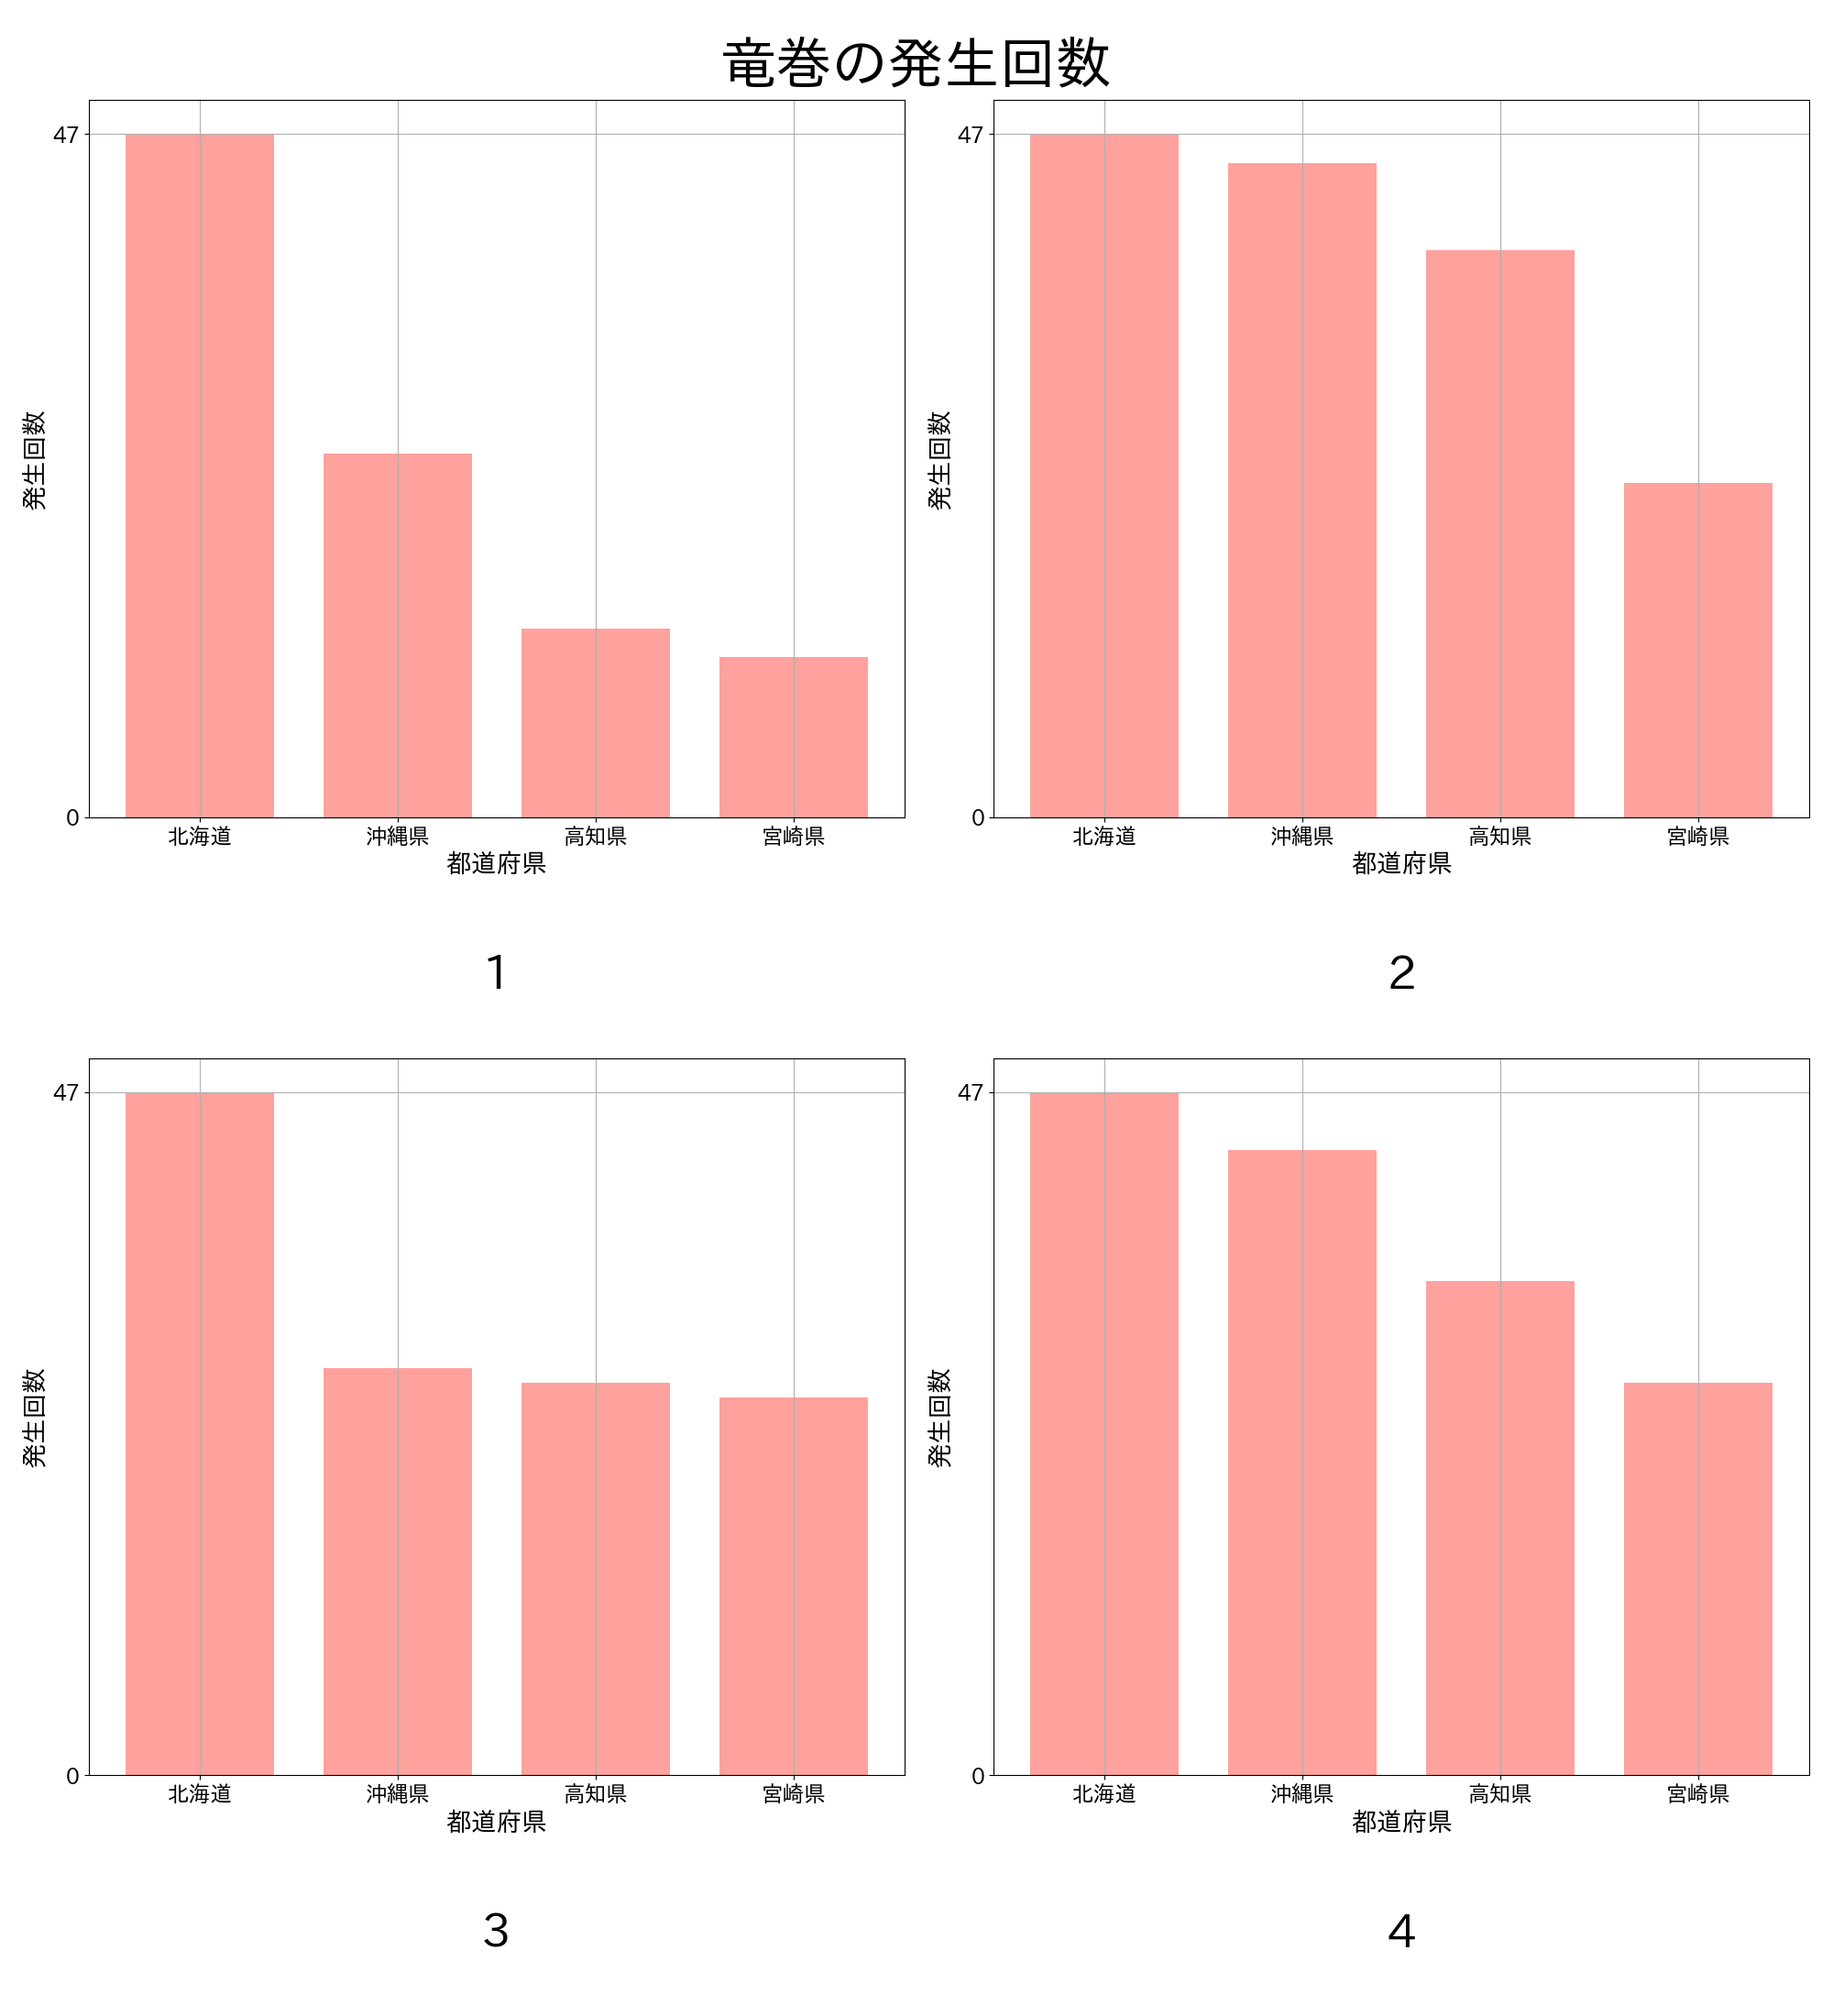 竜巻の発生回数
47
0
発生回数
北海道 沖縄県 高知県 宮崎県
都道府県
1
47
0
発生回数
北海道 沖縄県 高知県 宮崎県
都道府県
2
47
0
発生回数
北海道 沖縄県 高知県 宮崎県
都道府県
3
47
0
発生回数
北海道 沖縄県 高知県 宮崎県
都道府県
4